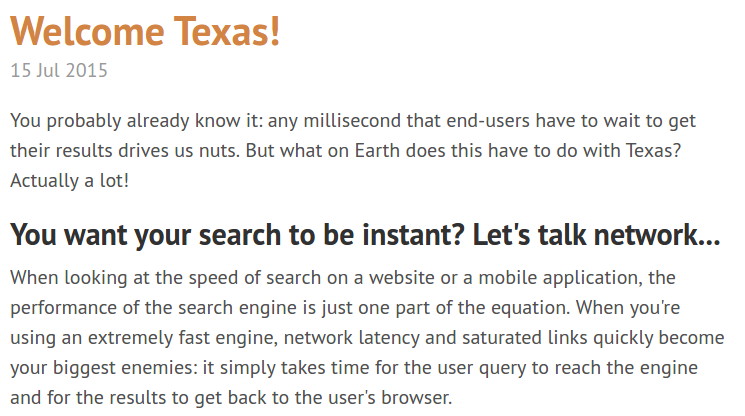 Welcome Texas!
15 Jul 2015
You probably already know it: any millisecond that end-users have to wait to get
their results drives us nuts. But what on Earth does this have to do with Texas?
Actually a lot!
You want your search to be instant? Let's talk network...
When looking at the speed of search on a website or a mobile application, the
performance of the search engine is just one part of the equation. When you're
using an extremely fast engine, network latency and saturated links quickly become
your biggest enemies: it simply takes time for the user query to reach the engine
and for the results to get back to the user's browser.